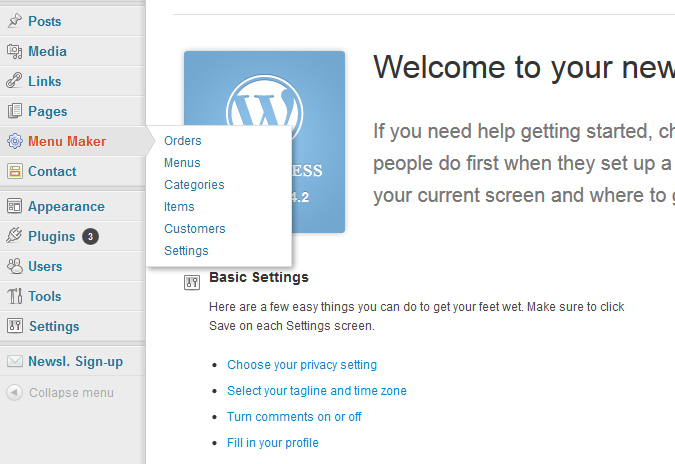 Posts
Media
Links
Pages
Menu Maker
Contact
Appearance
Plugins 3
Users
Tools
Settings
Newsl. Sign-up
Collapse menu
Orders
Menus
Categories
Items
Customers
Settings
ESS
4.2
Welcome to your new
If you need help getting started, ch
people do first when they set up a
your current screen and where to g
Basic Settings
Here are a few easy things you can do to get your feet wet. Make sure to click
Save on each Settings screen.
Choose your privacy setting
Select your tagline and time zone
Turn comments on or off
Fill in your profile